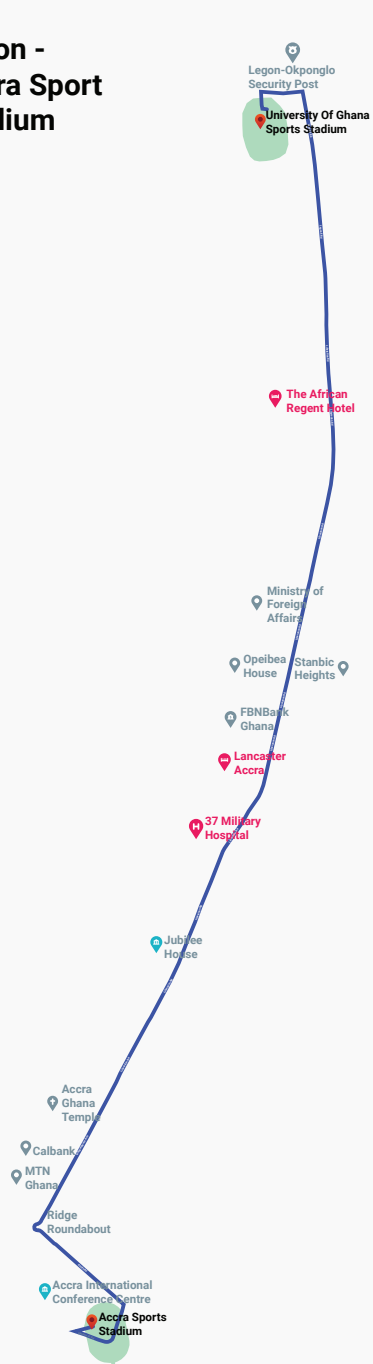 on -
ra Sport
dium
Legon-Okponglo
Security Post
University Of Ghana
Sports Stadium
The African
Regent Hotel
Ministry of
Foreign
Affairs
Opeibea
House
Stanbic
Heights
FBNBank
Ghana
Lancaster
Accra
37 Military
Hospital
Jubilee
House
Accra
Ghana
Temple
Calbank
MTN
Ghana
Ridge
Roundabout
Accra International
Conference Centre
Accra Sports
Stadium